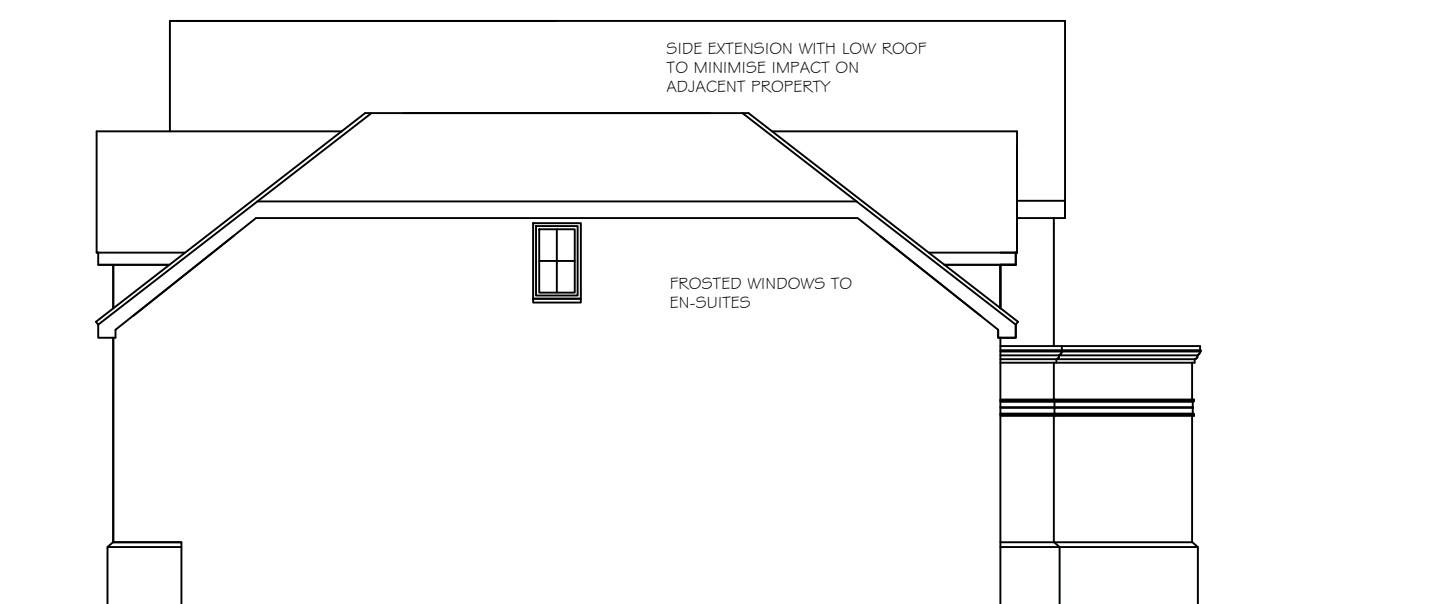 SIDE EXTENSION WITH LOW ROOF
TO MINIMISE IMPACT ON
ADJACENT PROPERTY
FROSTED WINDOWS TO
EN-SUITES